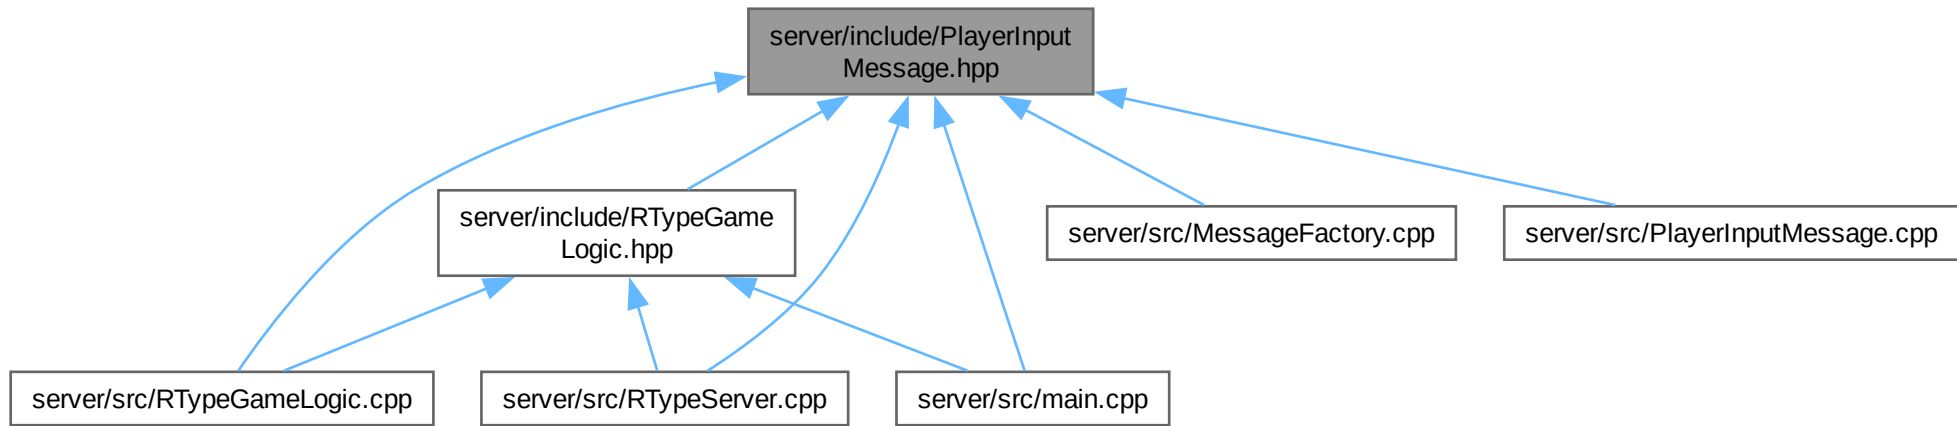 server/include/PlayerInput
Message.hpp
server/include/RTypeGame
Logic.hpp
server/src/MessageFactory.cpp
server/src/PlayerInputMessage.cpp
server/src/RTypeGameLogic.cpp
server/src/RTypeServer.cpp
server/src/main.cpp